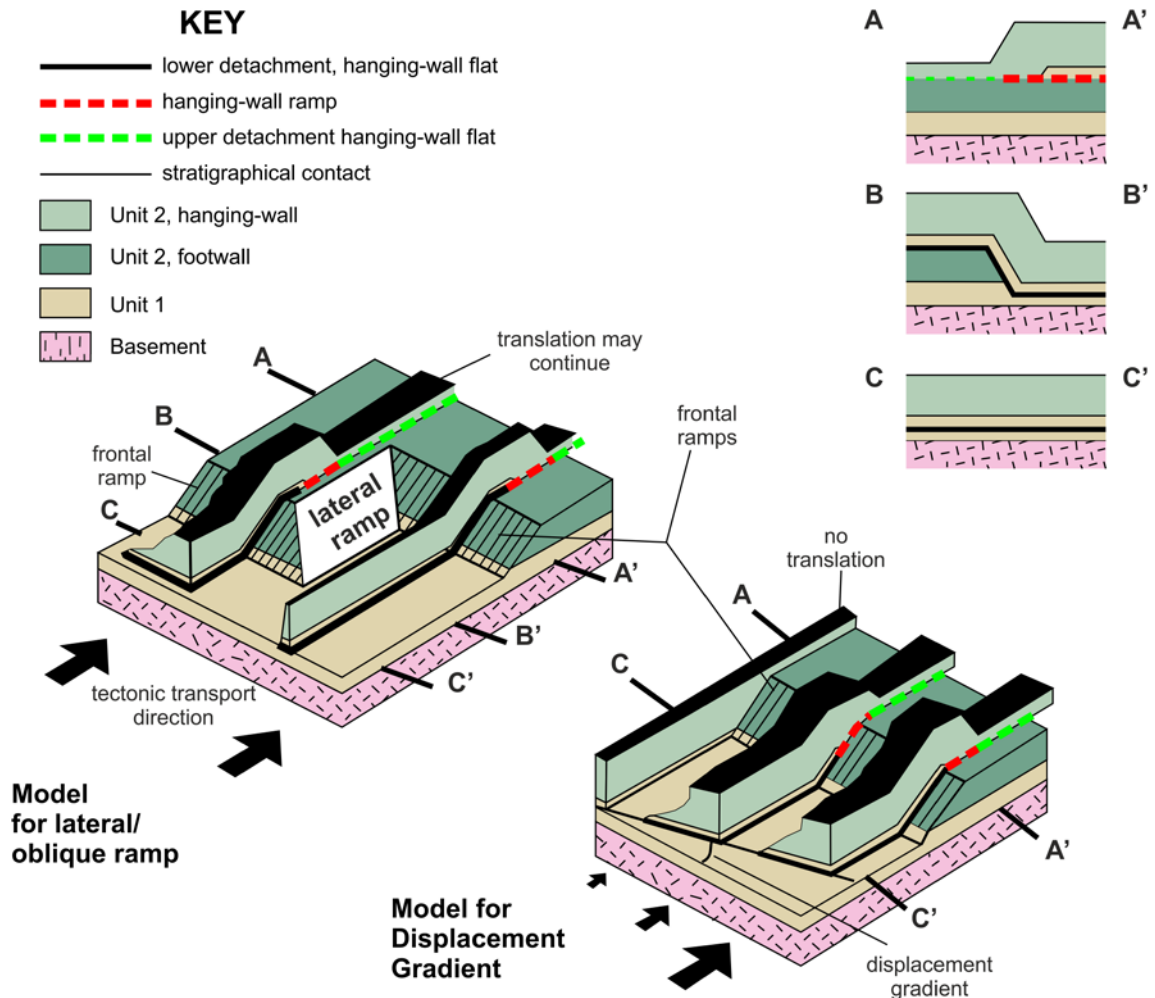 KEY
lower detachment, hanging-wall flat
hanging-wall ramp
upper detachment hanging-wall flat
stratigraphical contact
Unit 2, hanging-wall
Unit 2, footwall
Unit 1
Basement
A
A'
B
B'
C
C'
translation may
continue
A
B
frontal
ramp
C
lateral
ramp
frontal
ramps
A'
B'
C'
tectonic transport
direction
Model
for lateral/
oblique ramp
no
translation
A
C
A'
C'
Model for
Displacement
Gradient
displacement
gradient